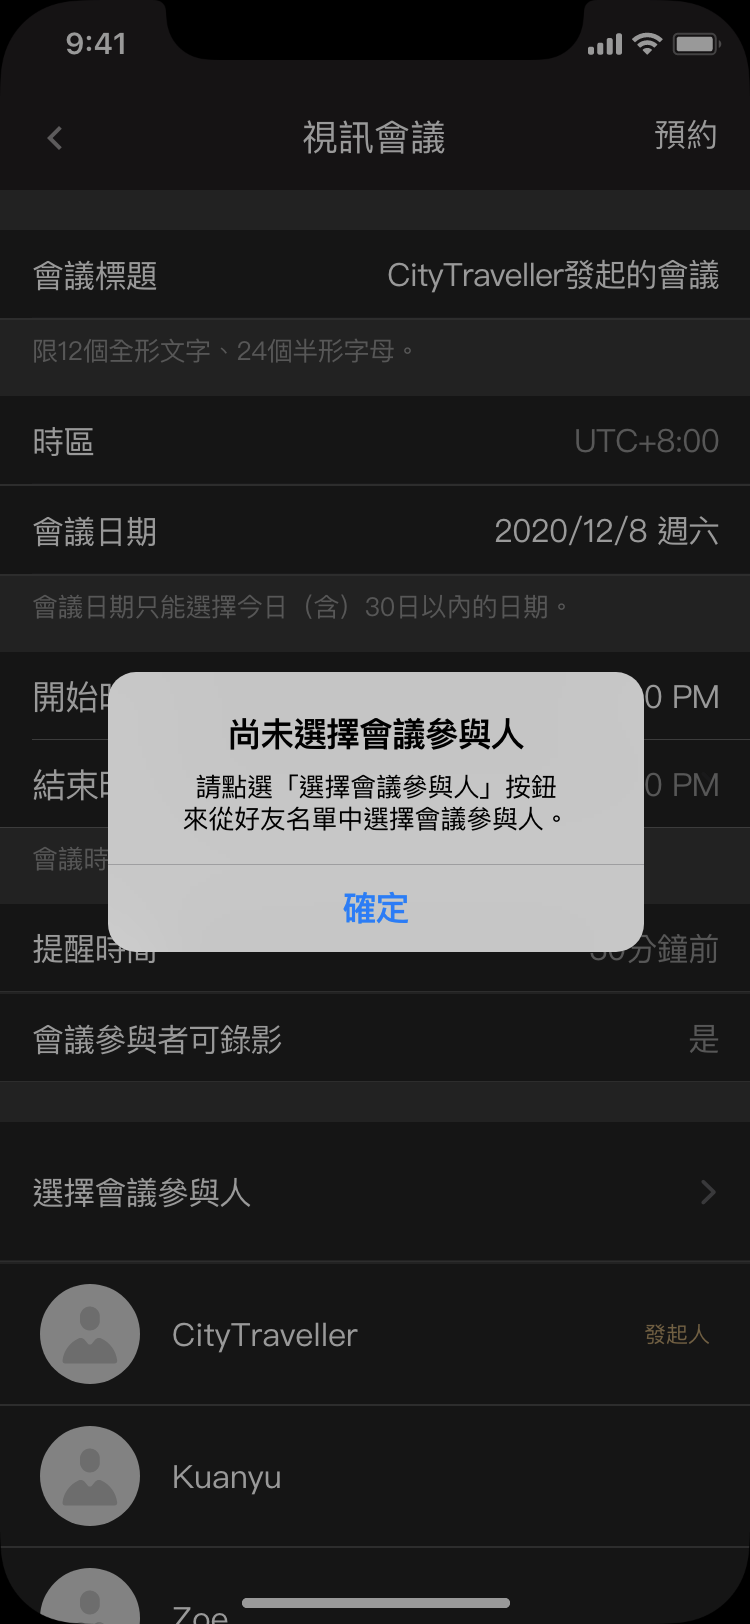 9:41
視訊會議
預約
會議標題
CityTraveller發起的會議
限12個全形文字、24個半形字母。
時區
UTC+8:00
會議日期
2020/12/8 週六
會議日期只能選擇今日（含）30日以內的日期。
開始
0 PM
尚未選擇會議參與人
請點選「選擇會議參與人」按鈕
來從好友名單中選擇會議參與人。
確定
結束
0 PM
會議時
提醒時間
30分鐘前
會議參與者可錄影
是
選擇會議參與人
CityTraveller
發起人
Kuanyu
Zoe